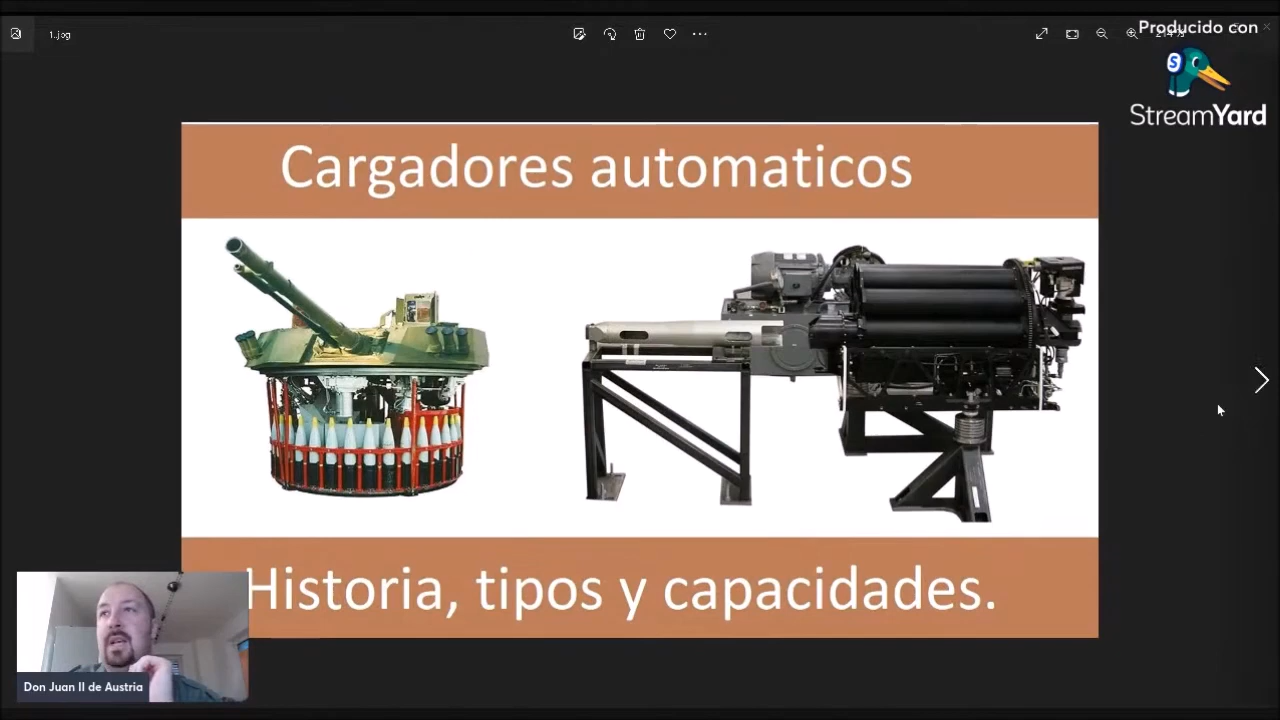 1.jpg
Producido con
StreamYard
Cargadores automaticos
Historia, tipos y capacidades.
Don Juan II de Austria